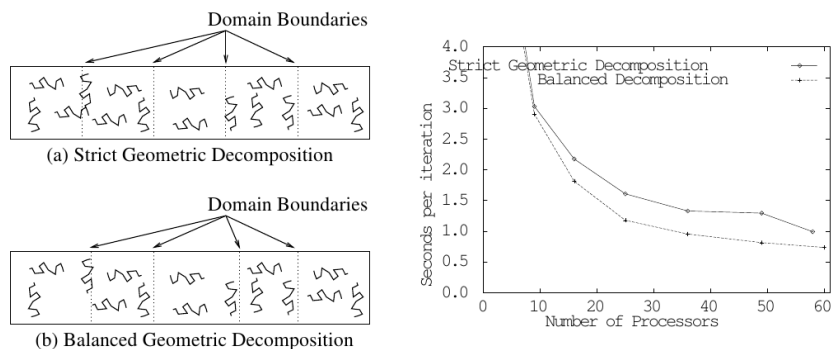 Domain Boundaries
(a) Strict Geometric Decomposition
Domain Boundaries
(b) Balanced Geometric Decomposition
4.0
Strict Geometric Decomposition
Balanced Decomposition
3.5
3.0
2.5
2.0
1.5
1.0
0.5
0.0
Seconds per iteration
0 10 20 30 40 50 60
Number of Processors